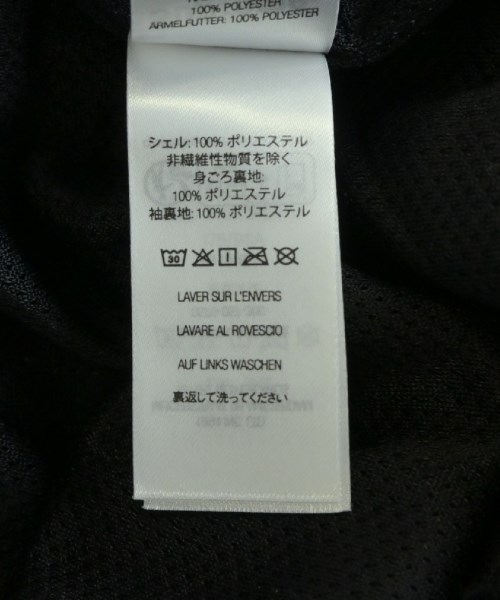 100% POLYESTER
ÄRMELFUTTER: 100% POLYESTER
シェル: 100% ポリエステル
非繊維性物質を除く
身ごろ裏地:
100% ポリエステル
袖裏地: 100% ポリエステル
30
LAVER SUR L'ENVERS
LAVARE AL ROVESCIO
AUF LINKS WASCHEN
裏返して洗ってください